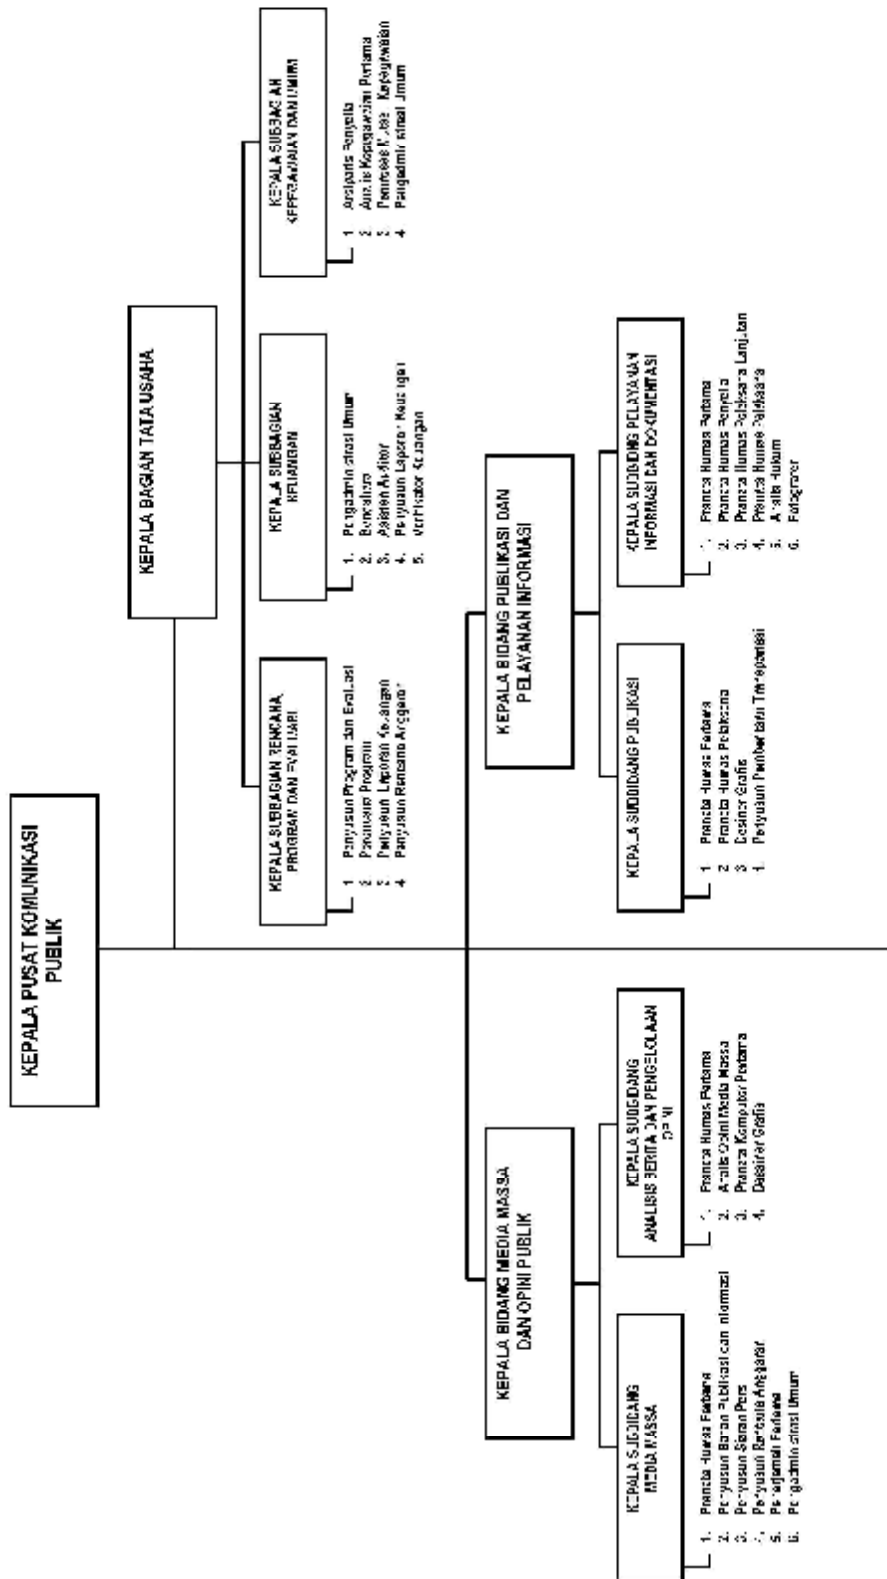 KEPALA PUSAT KOMUNIKASI
PUBLIK
KEPALA BAGIAN TATA USAHA
KEPALA SUBBAGIAN RENCANA,
PROGRAM DAN EVALUASI
1. Penyusun Program dan Evaluasi
2. Pengelola Program
3. Penyusun Laporan Keuangan
4. Penyusun Rencana Anggaran
KEPALA SUBBAGIAN
KEUANGAN
1. Pengadministrasi Umum
2. Bendahara
3. Asisten Auditor
4. Penyusun Laporan Keuangan
5. Verifikator Keuangan
KEPALA SUBBAGIAN
KEPEGAWAIAN DAN UMUM
1. Arsiparis Penyelia
2. Analis Kepegawaian Pertama
3. Pemroses Mutasi Kepegawaian
4. Pengadministrasi Umum
KEPALA BIDANG MEDIA MASSA
DAN OPINI PUBLIK
KEPALA SUBBIDANG
MEDIA MASSA
1. Pranata Humas Pertama
2. Penyusun Bahan Publikasi dan Informasi
3. Penyusun Siaran Pers
4. Penyusun Rencana Anggaran
5. Penerjemah Pertama
6. Pengadministrasi Umum
KEPALA SUBBIDANG
ANALISIS BERITA DAN PENGELOLAAN
OPINI
1. Pranata Humas Pertama
2. Analis Opini Media Massa
3. Pranata Komputer Pertama
4. Desainer Grafis
KEPALA BIDANG PUBLIKASI DAN
PELAYANAN INFORMASI
KEPALA SUBBIDANG PUBLIKASI
1. Pranata Humas Pertama
2. Pranata Humas Pelaksana
3. Desiner Grafis
4. Penyusun Pemberitaan Transportasi
KEPALA SUBBIDANG PELAYANAN
INFORMASI DAN DOKUMENTASI
1. Pranata Humas Pertama
2. Pranata Humas Penyelia
3. Pranata Humas Pelaksana Lanjutan
4. Pranata Humas Pelaksana
5. Analis Hukum
6. Fotografer